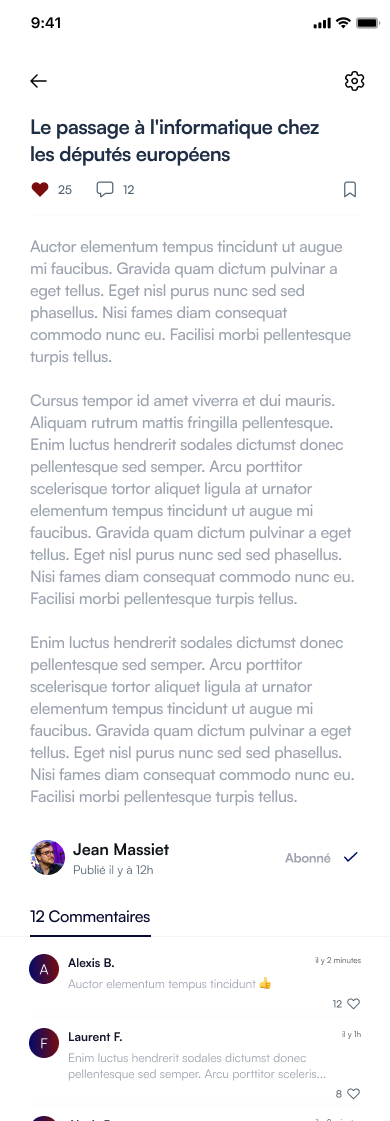 9:41
Le passage à l'informatique chez
les députés européens
25
12
Auctor elementum tempus tincidunt ut augue
mi faucibus. Gravida quam dictum pulvinar a
eget tellus. Eget nisl purus nunc sed sed
phasellus. Nisi fames diam consequat
commodo nunc eu. Facilisi morbi pellentesque
turpis tellus.
Cursus tempor id amet viverra et dui mauris.
Aliquam rutrum mattis fringilla pellentesque.
Enim luctus hendrerit sodales dictumst donec
pellentesque sed semper. Arcu porttitor
scelerisque tortor aliquet ligula at urnator
elementum tempus tincidunt ut augue mi
faucibus. Gravida quam dictum pulvinar a eget
tellus. Eget nisl purus nunc sed sed phasellus.
Nisi fames diam consequat commodo nunc eu.
Facilisi morbi pellentesque turpis tellus.
Enim luctus hendrerit sodales dictumst donec
pellentesque sed semper. Arcu porttitor
scelerisque tortor aliquet ligula at urnator
elementum tempus tincidunt ut augue mi
faucibus. Gravida quam dictum pulvinar a eget
tellus. Eget nisl purus nunc sed sed phasellus.
Nisi fames diam consequat commodo nunc eu.
Facilisi morbi pellentesque turpis tellus.
Jean Massiet
Publié il y à 12h
Abonné
12 Commentaires
A
Alexis B.
il y 2 minutes
Auctor elementum tempus tincidunt 👍
12
F
Laurent F.
il y 1h
Enim luctus hendrerit sodales dictumst donec
pellentesque sed semper. Arcu porttitor sceleris...
8